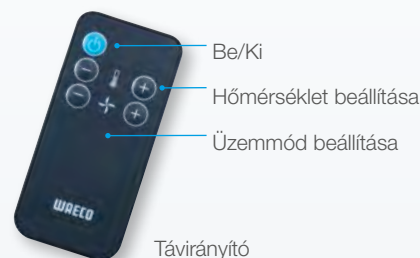 Be/Ki
Hőmérséklet beállítása
Üzemmód beállítása
WAECO
Távirányító